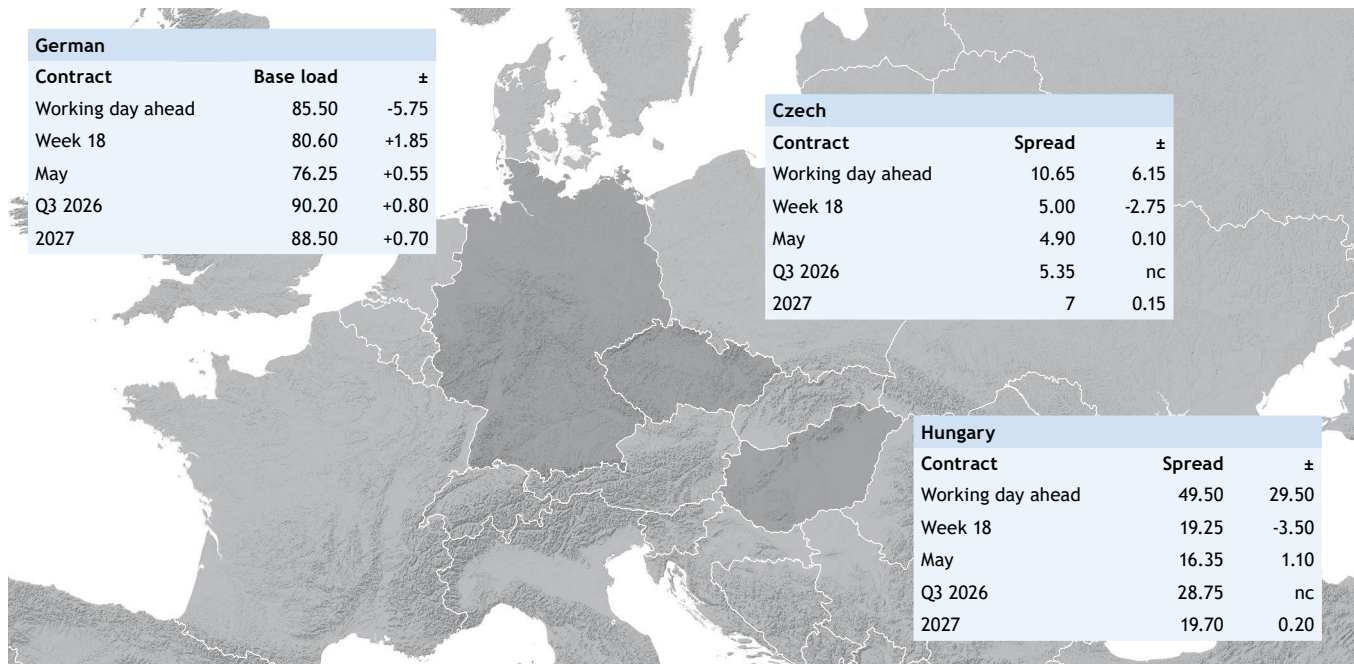 German
Contract Base load ±
Working day ahead 85.50 -5.75
Week 18 80.60 +1.85
May 76.25 +0.55
Q3 2026 90.20 +0.80
2027 88.50 +0.70
Czech
Contract Spread ±
Working day ahead 10.65 6.15
Week 18 5.00 -2.75
May 4.90 0.10
Q3 2026 5.35 nc
2027 7 0.15
Hungary
Contract Spread ±
Working day ahead 49.50 29.50
Week 18 19.25 -3.50
May 16.35 1.10
Q3 2026 28.75 nc
2027 19.70 0.20